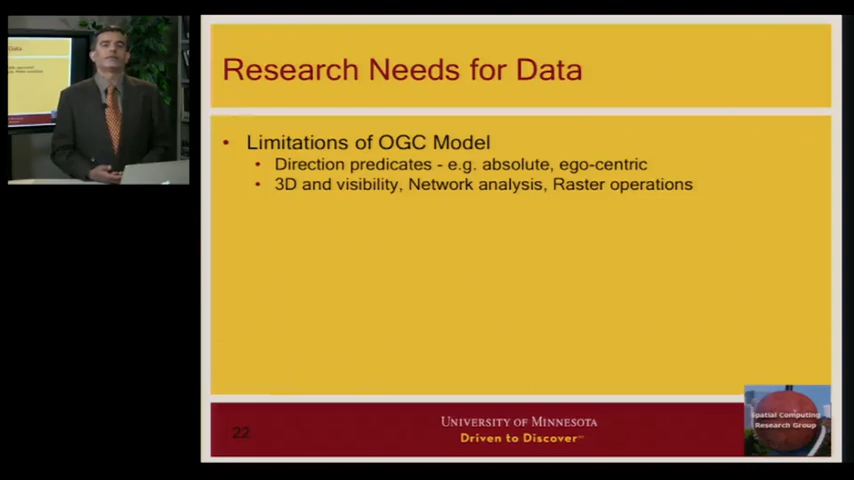 Research Needs for Data
• Limitations of OGC Model
• Direction predicates - e.g. absolute, ego-centric
• 3D and visibility, Network analysis, Raster operations
22
UNIVERSITY OF MINNESOTA
Driven to Discover℠
Spatial Computing
Research Group